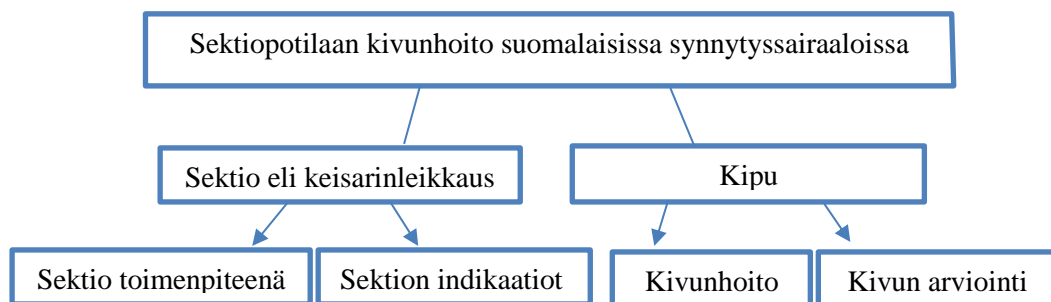 Sektiopotilaan kivunhoito suomalaisissa synnytyssairaaloissa
Sektio eli keisarinleikkaus
Kipu
Sektio toimenpiteenä
Sektion indikaatiot
Kivunhoito
Kivun arviointi